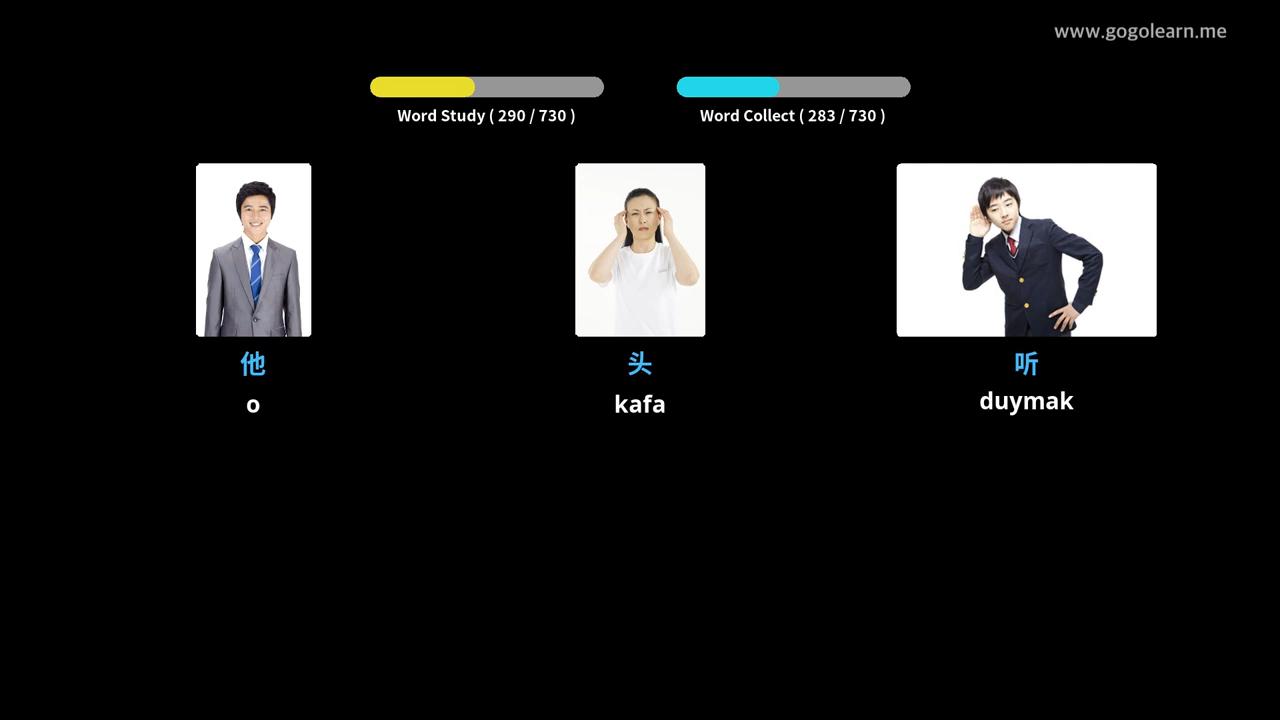 www.gogolearn.me
Word Study ( 290 / 730 )
Word Collect ( 283 / 730 )
他
头
听
o
kafa
duymak